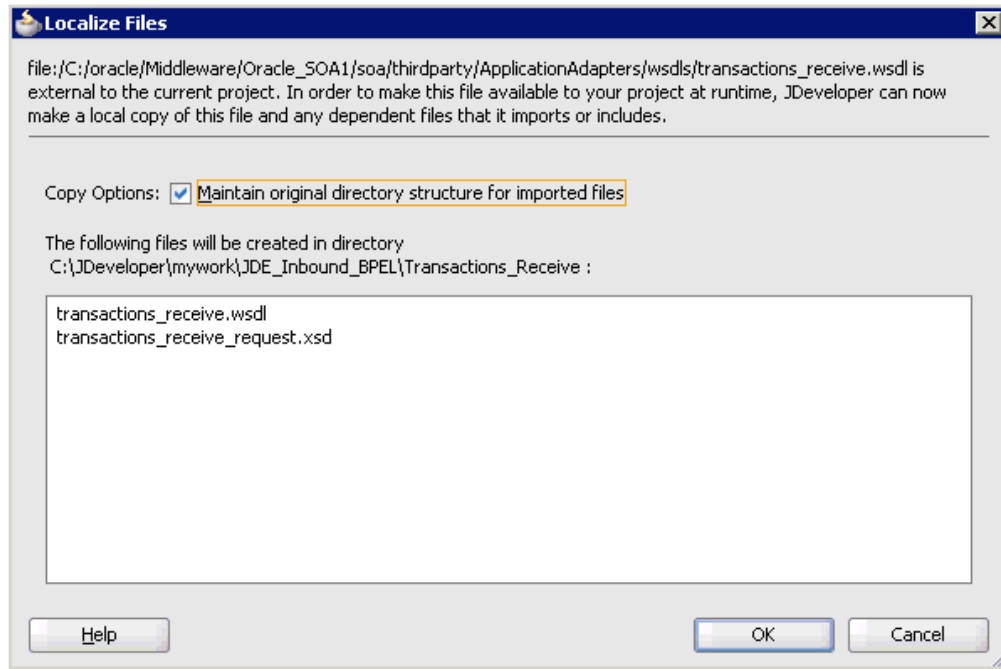 Localize Files
file:/C:/oracle/Middleware/Oracle_SOA1/soa/thirdparty/ApplicationAdapters/wsdls/transactions_receive.wsdl is
external to the current project. In order to make this file available to your project at runtime, JDeveloper can now
make a local copy of this file and any dependent files that it imports or includes.
Copy Options: Maintain original directory structure for imported files
The following files will be created in directory
C:\JDeveloper\mywork\JDE_Inbound_BPEL\Transactions_Receive :
transactions_receive.wsdl
transactions_receive_request.xsd
Help OK Cancel